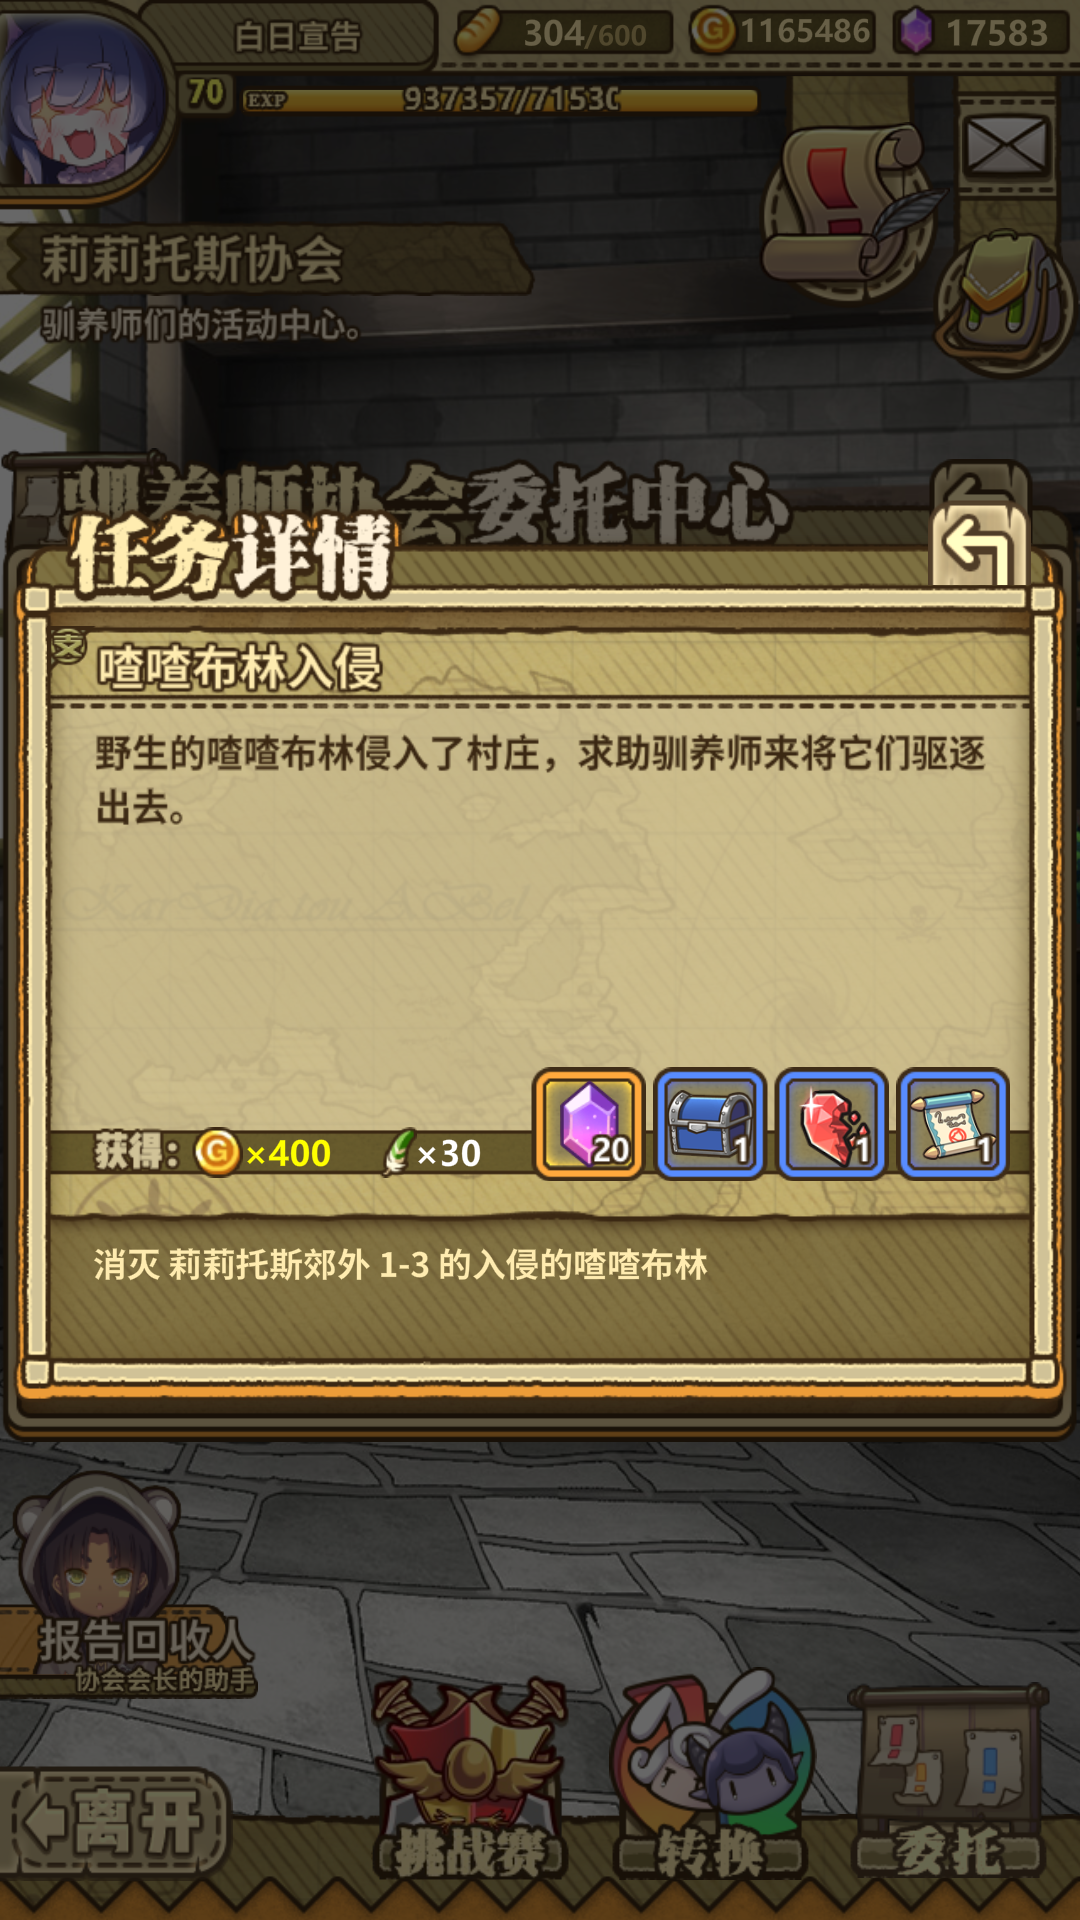 白日宣告
304/600
1165486
17583
70
EXP
937357/71530
莉莉托斯协会
驯养师们的活动中心。
驯养师协会委托中心
任务详情
支
喳喳布林入侵
野生的喳喳布林侵入了村庄，求助驯养师来将它们驱逐
出去。
获得：
×400
×30
20
1
1
1
消灭 莉莉托斯郊外 1-3 的入侵的喳喳布林
报告回收人
协会会长的助手
离开
挑战赛
转换
委托